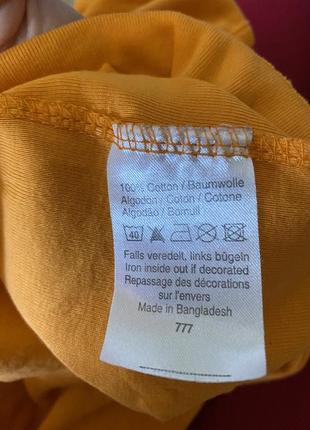 100% Cotton / Baumwolle
Algodon / Coton / Cotone
Algodão / Bomull
40
Falls veredelt, links bügeln
Iron inside out if decorated
Repassage des décorations
sur l'envers
Made in Bangladesh
777